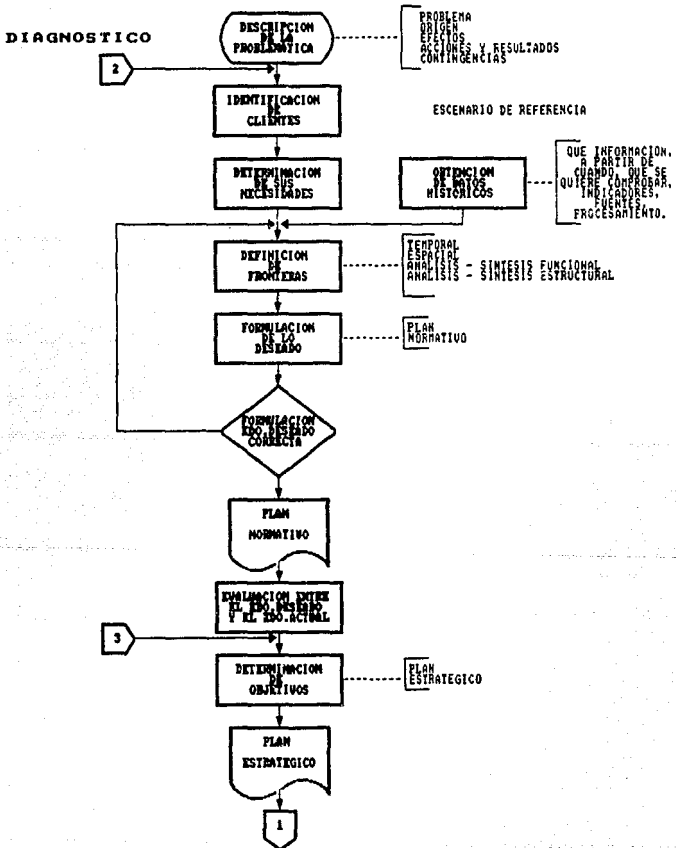 DIAGNOSTICO
DESCRIPCION
DE LA
PROBLEMATICA
PROBLEMA
ORIGEN
EFECTOS
ACCIONES Y RESULTADOS
CONTINGENCIAS
2
IDENTIFICACION
DE
CLIENTES
ESCENARIO DE REFERENCIA
DETERMINACION
DE SUS
NECESIDADES
OBTENCION
DE DATOS
HISTORICOS
QUE INFORMACION,
A PARTIR DE
CUANDO, QUE SE
QUIERE COMPROBAR,
INDICADORES,
FUENTES,
PROCESAMIENTO.
DEFINICION
DE
FRONTERAS
TEMPORAL
ESPACIAL
ANALISIS - SINTESIS FUNCIONAL
ANALISIS - SINTESIS ESTRUCTURAL
FORMULACION
DE LO
DESEADO
PLAN
NORMATIVO
FORMULACION
EDO.DESEADO
CORRECTA
PLAN
NORMATIVO
EVALUACION ENTRE
EL EDO.DESEADO
Y EL EDO.ACTUAL
3
DETERMINACION
DE
OBJETIVOS
PLAN
ESTRATEGICO
PLAN
ESTRATEGICO
1